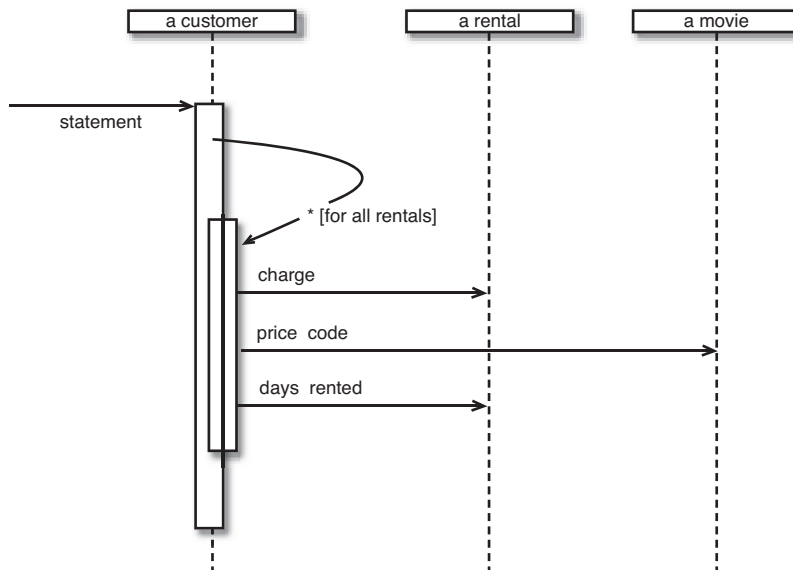 a customer
a rental
a movie
statement
* [for all rentals]
charge
price code
days rented